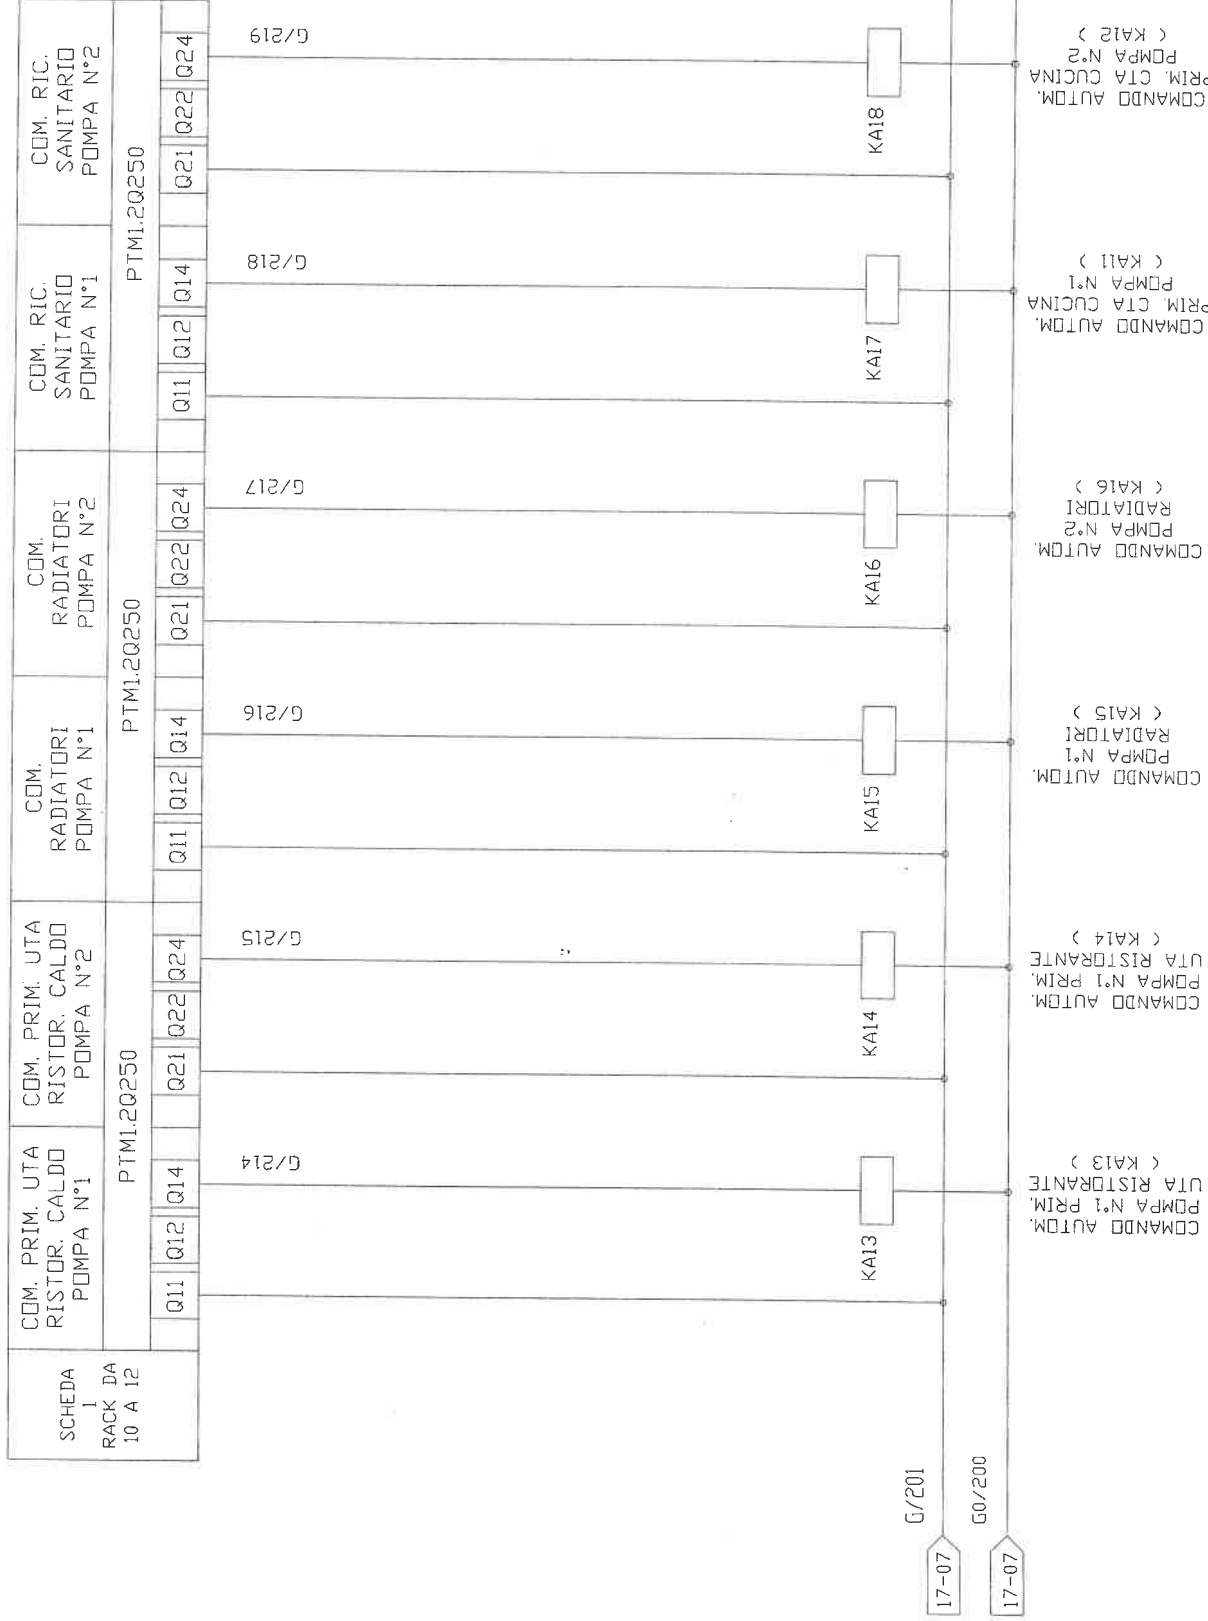 SCHEDA
1
RACK DA
10 A 12
COM. PRIM. UTA
RISTOR. CALDO
POMPA N°1
COM. PRIM. UTA
RISTOR. CALDO
POMPA N°2
COM.
RADIATORI
POMPA N°1
COM.
RADIATORI
POMPA N°2
COM. RIC.
SANITARIO
POMPA N°1
COM. RIC.
SANITARIO
POMPA N°2
PTM1.2Q250
PTM1.2Q250
PTM1.2Q250
Q11 Q12 Q14 Q21 Q22 Q24
Q11 Q12 Q14 Q21 Q22 Q24
Q11 Q12 Q14 Q21 Q22 Q24
G/214
G/215
G/216
G/217
G/218
G/219
KA13
KA14
KA15
KA16
KA17
KA18
17-07
G/201
17-07
G0/200
COMANDO AUTOM.
POMPA N°1 PRIM.
UTA RISTORANTE
( KA13 )
COMANDO AUTOM.
POMPA N°1 PRIM.
UTA RISTORANTE
( KA14 )
COMANDO AUTOM.
POMPA N°1
RADIATORI
( KA15 )
COMANDO AUTOM.
POMPA N°2
RADIATORI
( KA16 )
COMANDO AUTOM.
PRIM. CTA CUCINA
POMPA N°1
( KA11 )
COMANDO AUTOM.
PRIM. CTA CUCINA
POMPA N°2
( KA12 )